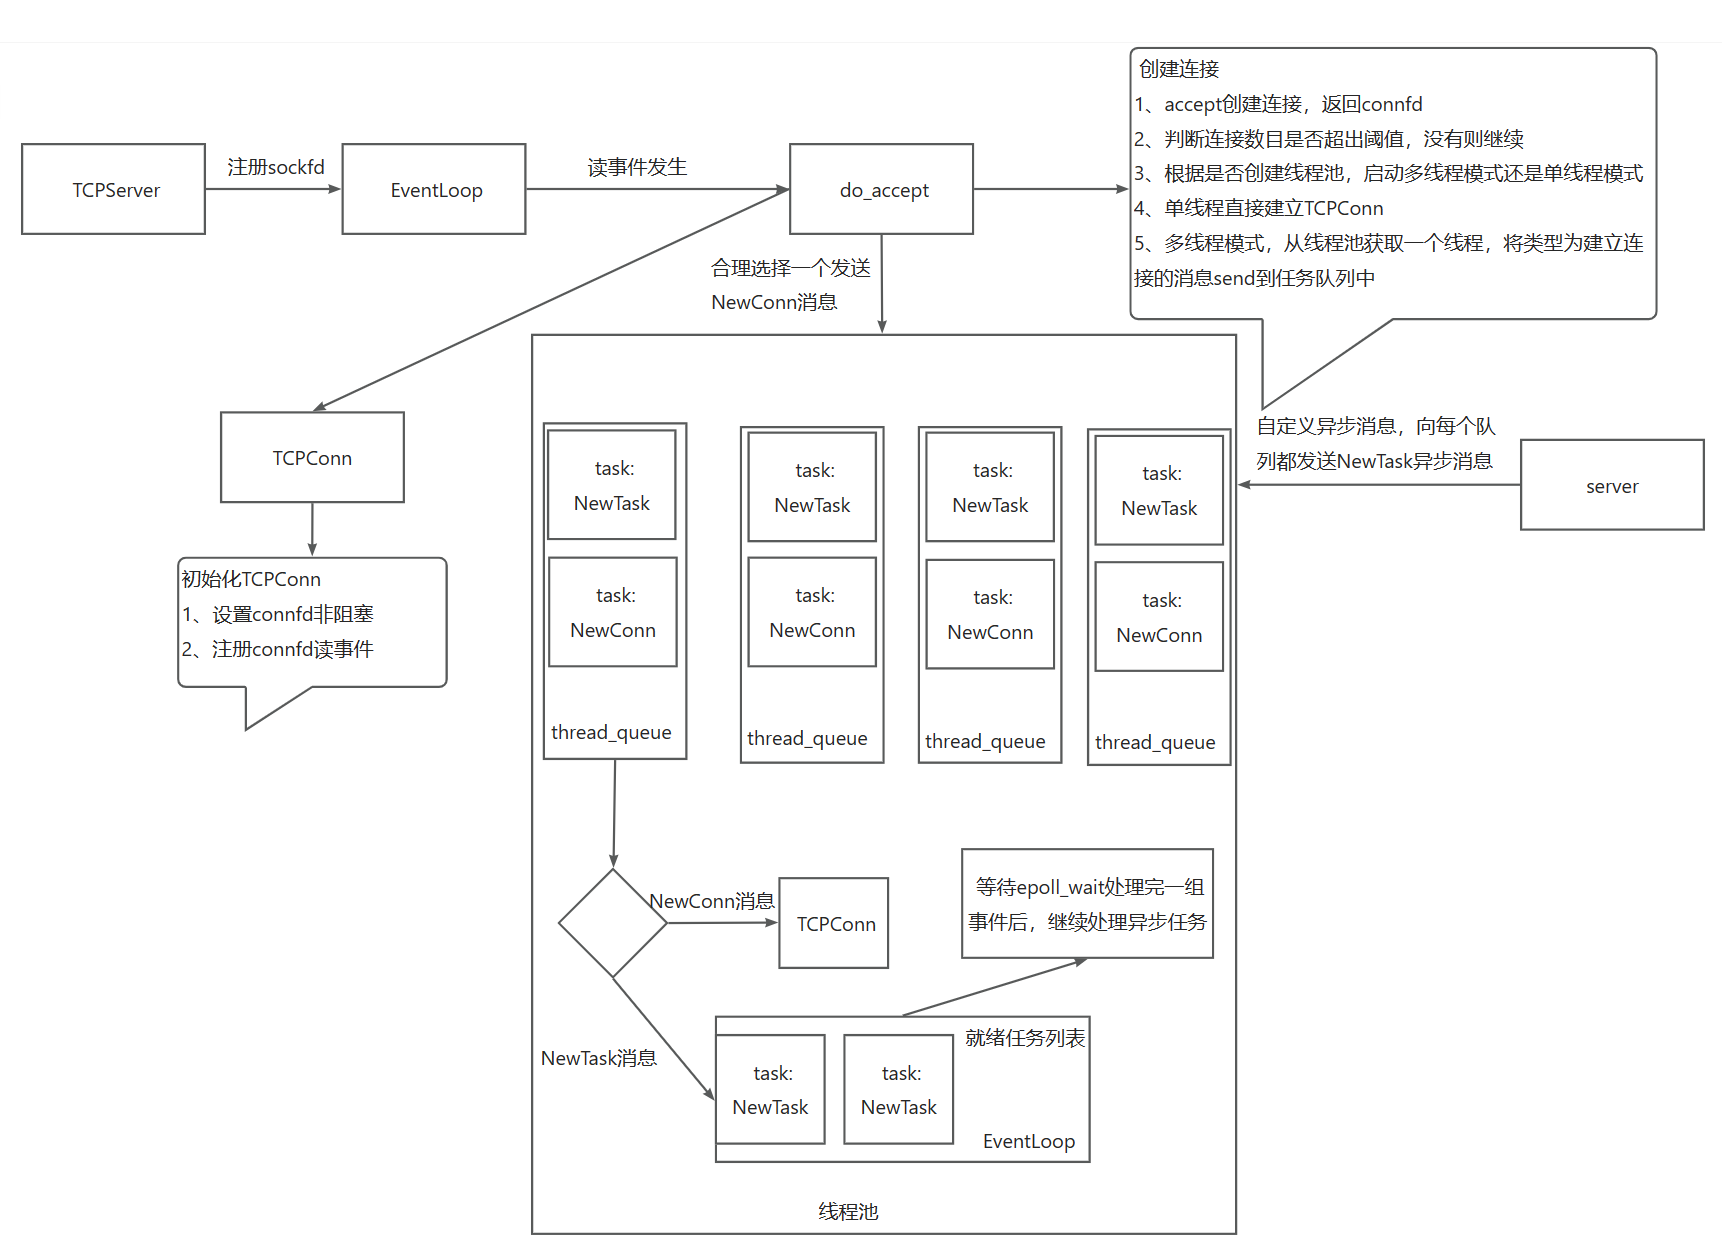 创建连接
1、accept创建连接，返回connfd
2、判断连接数目是否超出阈值，没有则继续
3、根据是否创建线程池，启动多线程模式还是单线程模式
4、单线程直接建立TCPConn
5、多线程模式，从线程池获取一个线程，将类型为建立连
接的消息send到任务队列中
TCPServer
注册sockfd
EventLoop
读事件发生
do_accept
合理选择一个发送
NewConn消息
TCPConn
初始化TCPConn
1、设置connfd非阻塞
2、注册connfd读事件
自定义异步消息，向每个队
列都发送NewTask异步消息
server
task:
NewTask
task:
NewConn
thread_queue
task:
NewTask
task:
NewConn
thread_queue
task:
NewTask
task:
NewConn
thread_queue
task:
NewTask
task:
NewConn
thread_queue
NewConn消息
TCPConn
等待epoll_wait处理完一组
事件后，继续处理异步任务
NewTask消息
就绪任务列表
task:
NewTask
task:
NewTask
EventLoop
线程池